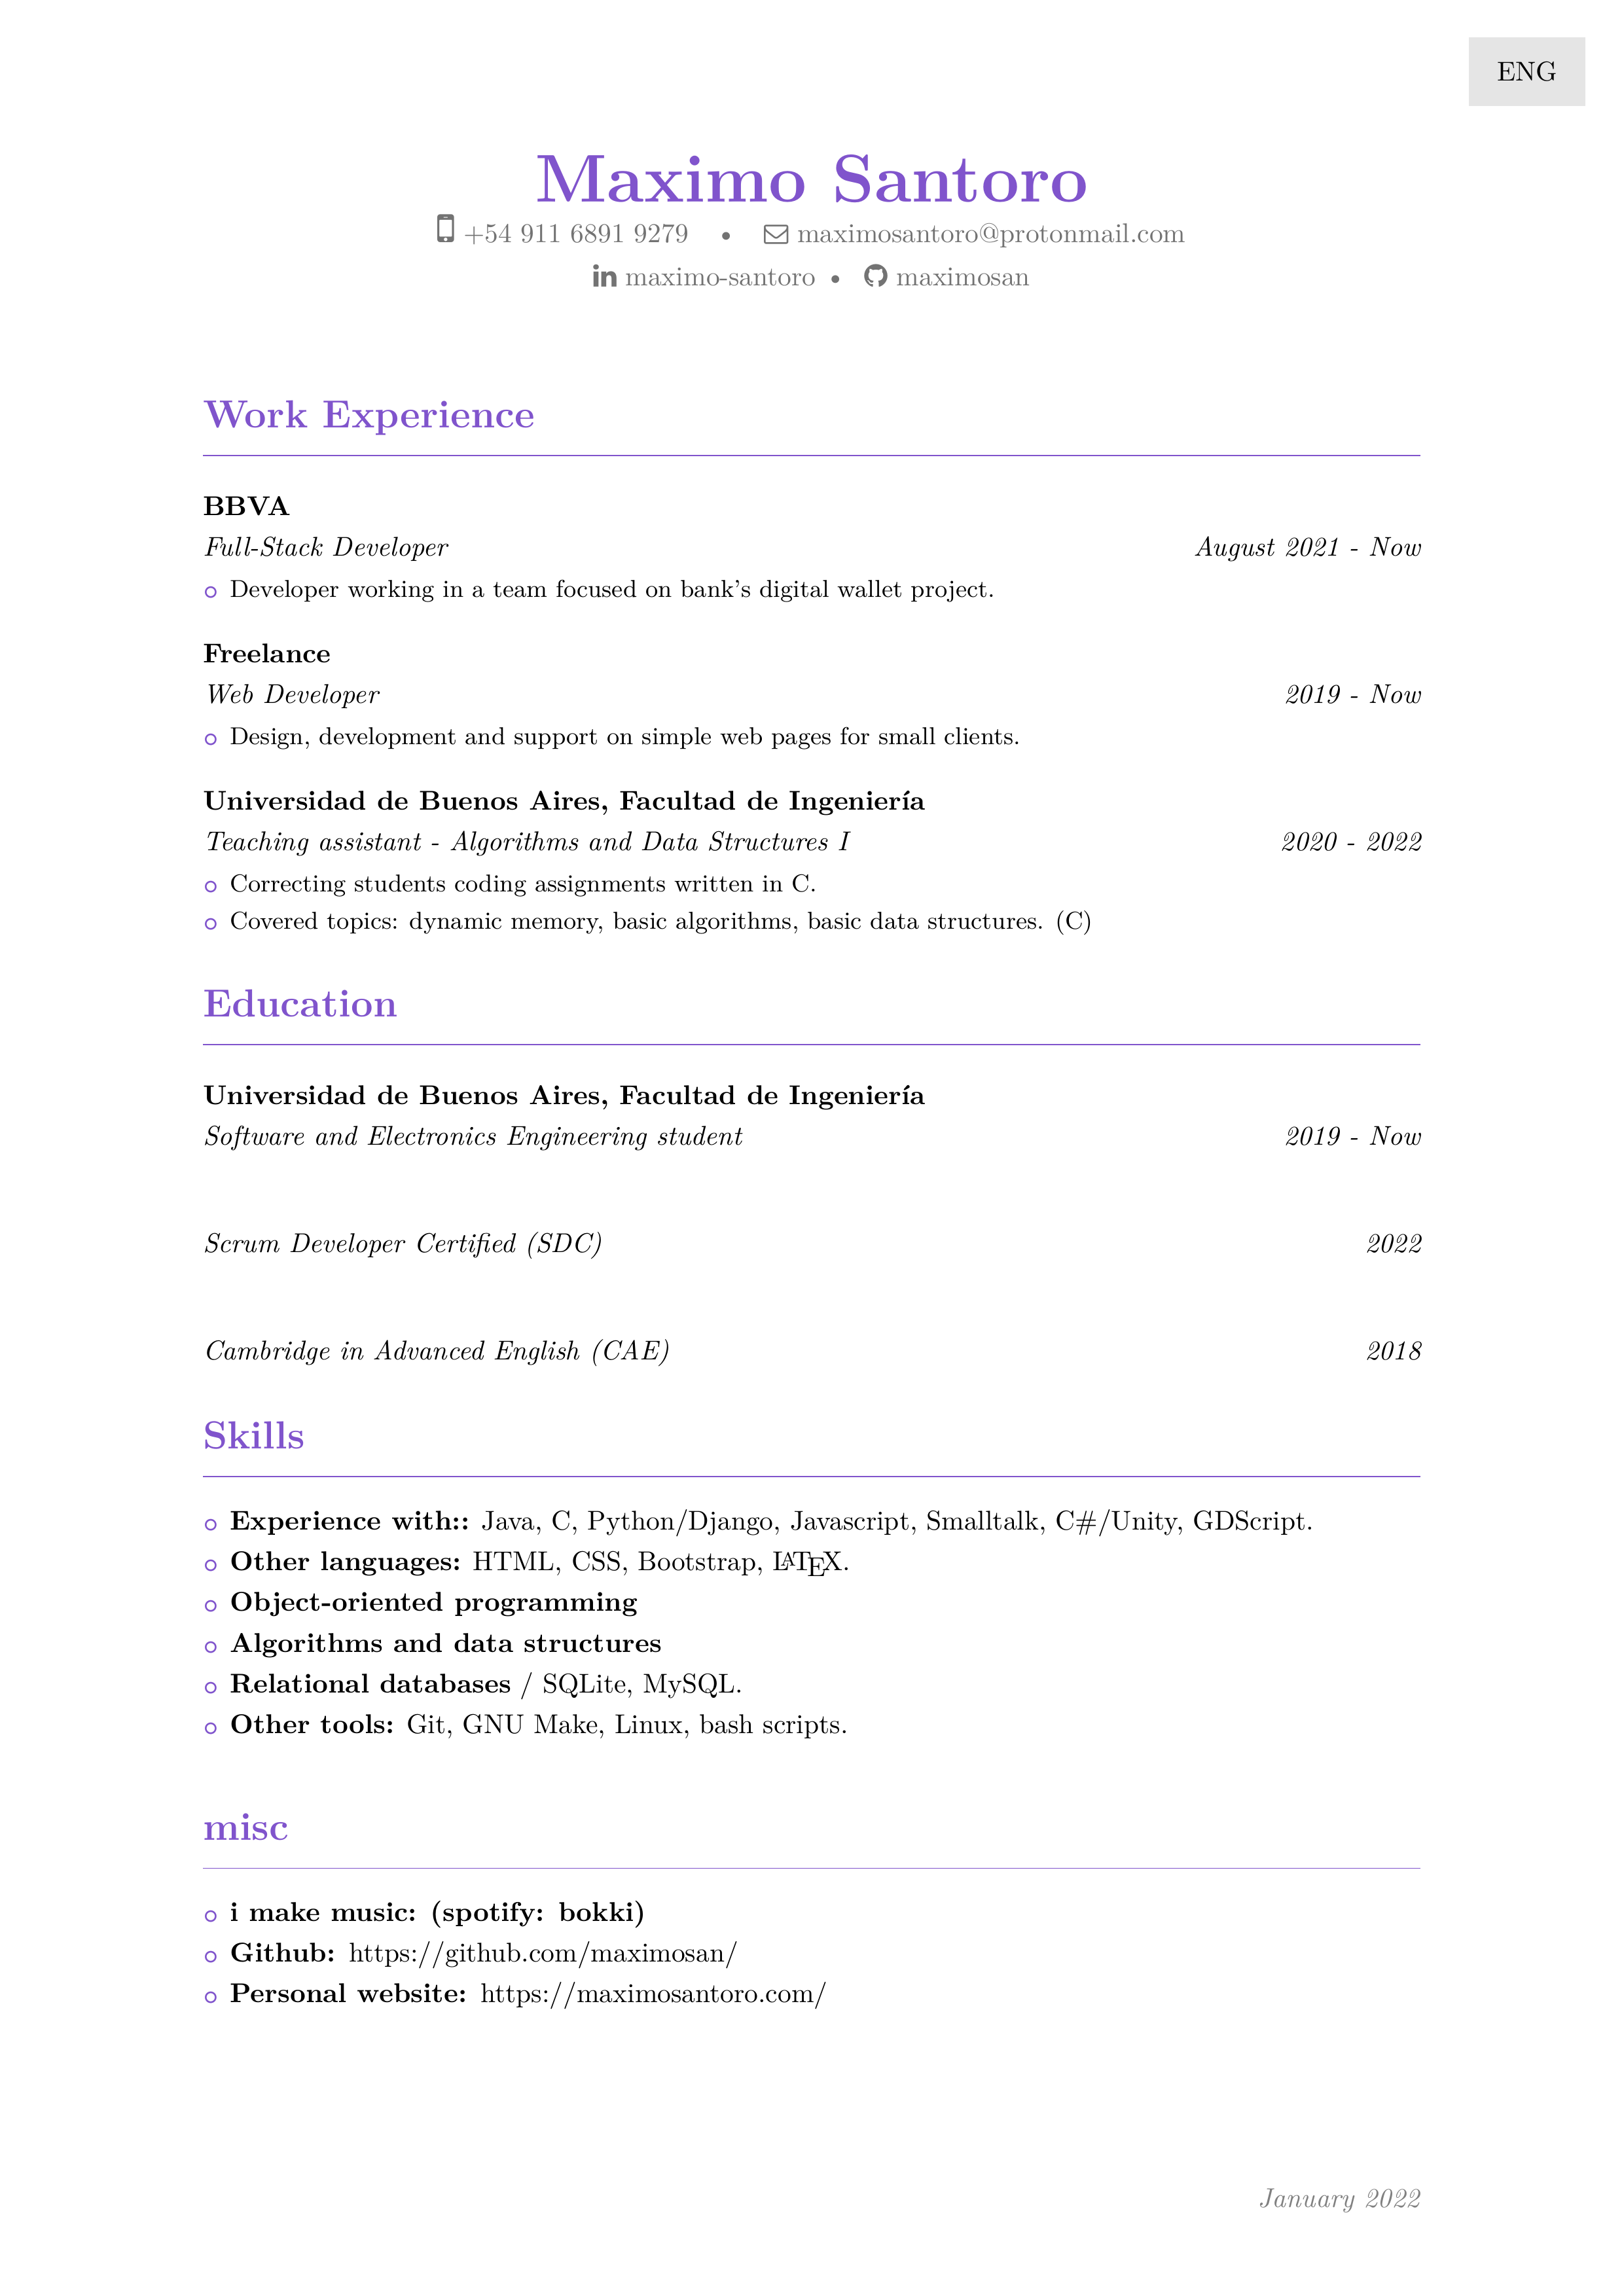 ENG
Maximo Santoro
+54 911 6891 9279 • maximosantoro@protonmail.com
maximo-santoro • maximosan
Work Experience
BBVA
Full-Stack Developer August 2021 - Now
Developer working in a team focused on bank's digital wallet project.
Freelance
Web Developer 2019 - Now
Design, development and support on simple web pages for small clients.
Universidad de Buenos Aires, Facultad de Ingeniería
Teaching assistant - Algorithms and Data Structures I 2020 - 2022
Correcting students coding assignments written in C.
Covered topics: dynamic memory, basic algorithms, basic data structures. (C)
Education
Universidad de Buenos Aires, Facultad de Ingeniería
Software and Electronics Engineering student 2019 - Now
Scrum Developer Certified (SDC) 2022
Cambridge in Advanced English (CAE) 2018
Skills
Experience with:: Java, C, Python/Django, Javascript, Smalltalk, C#/Unity, GDScript.
Other languages: HTML, CSS, Bootstrap, LATEX.
Object-oriented programming
Algorithms and data structures
Relational databases / SQLite, MySQL.
Other tools: Git, GNU Make, Linux, bash scripts.
misc
i make music: (spotify: bokki)
Github: https://github.com/maximosan/
Personal website: https://maximosantoro.com/
January 2022